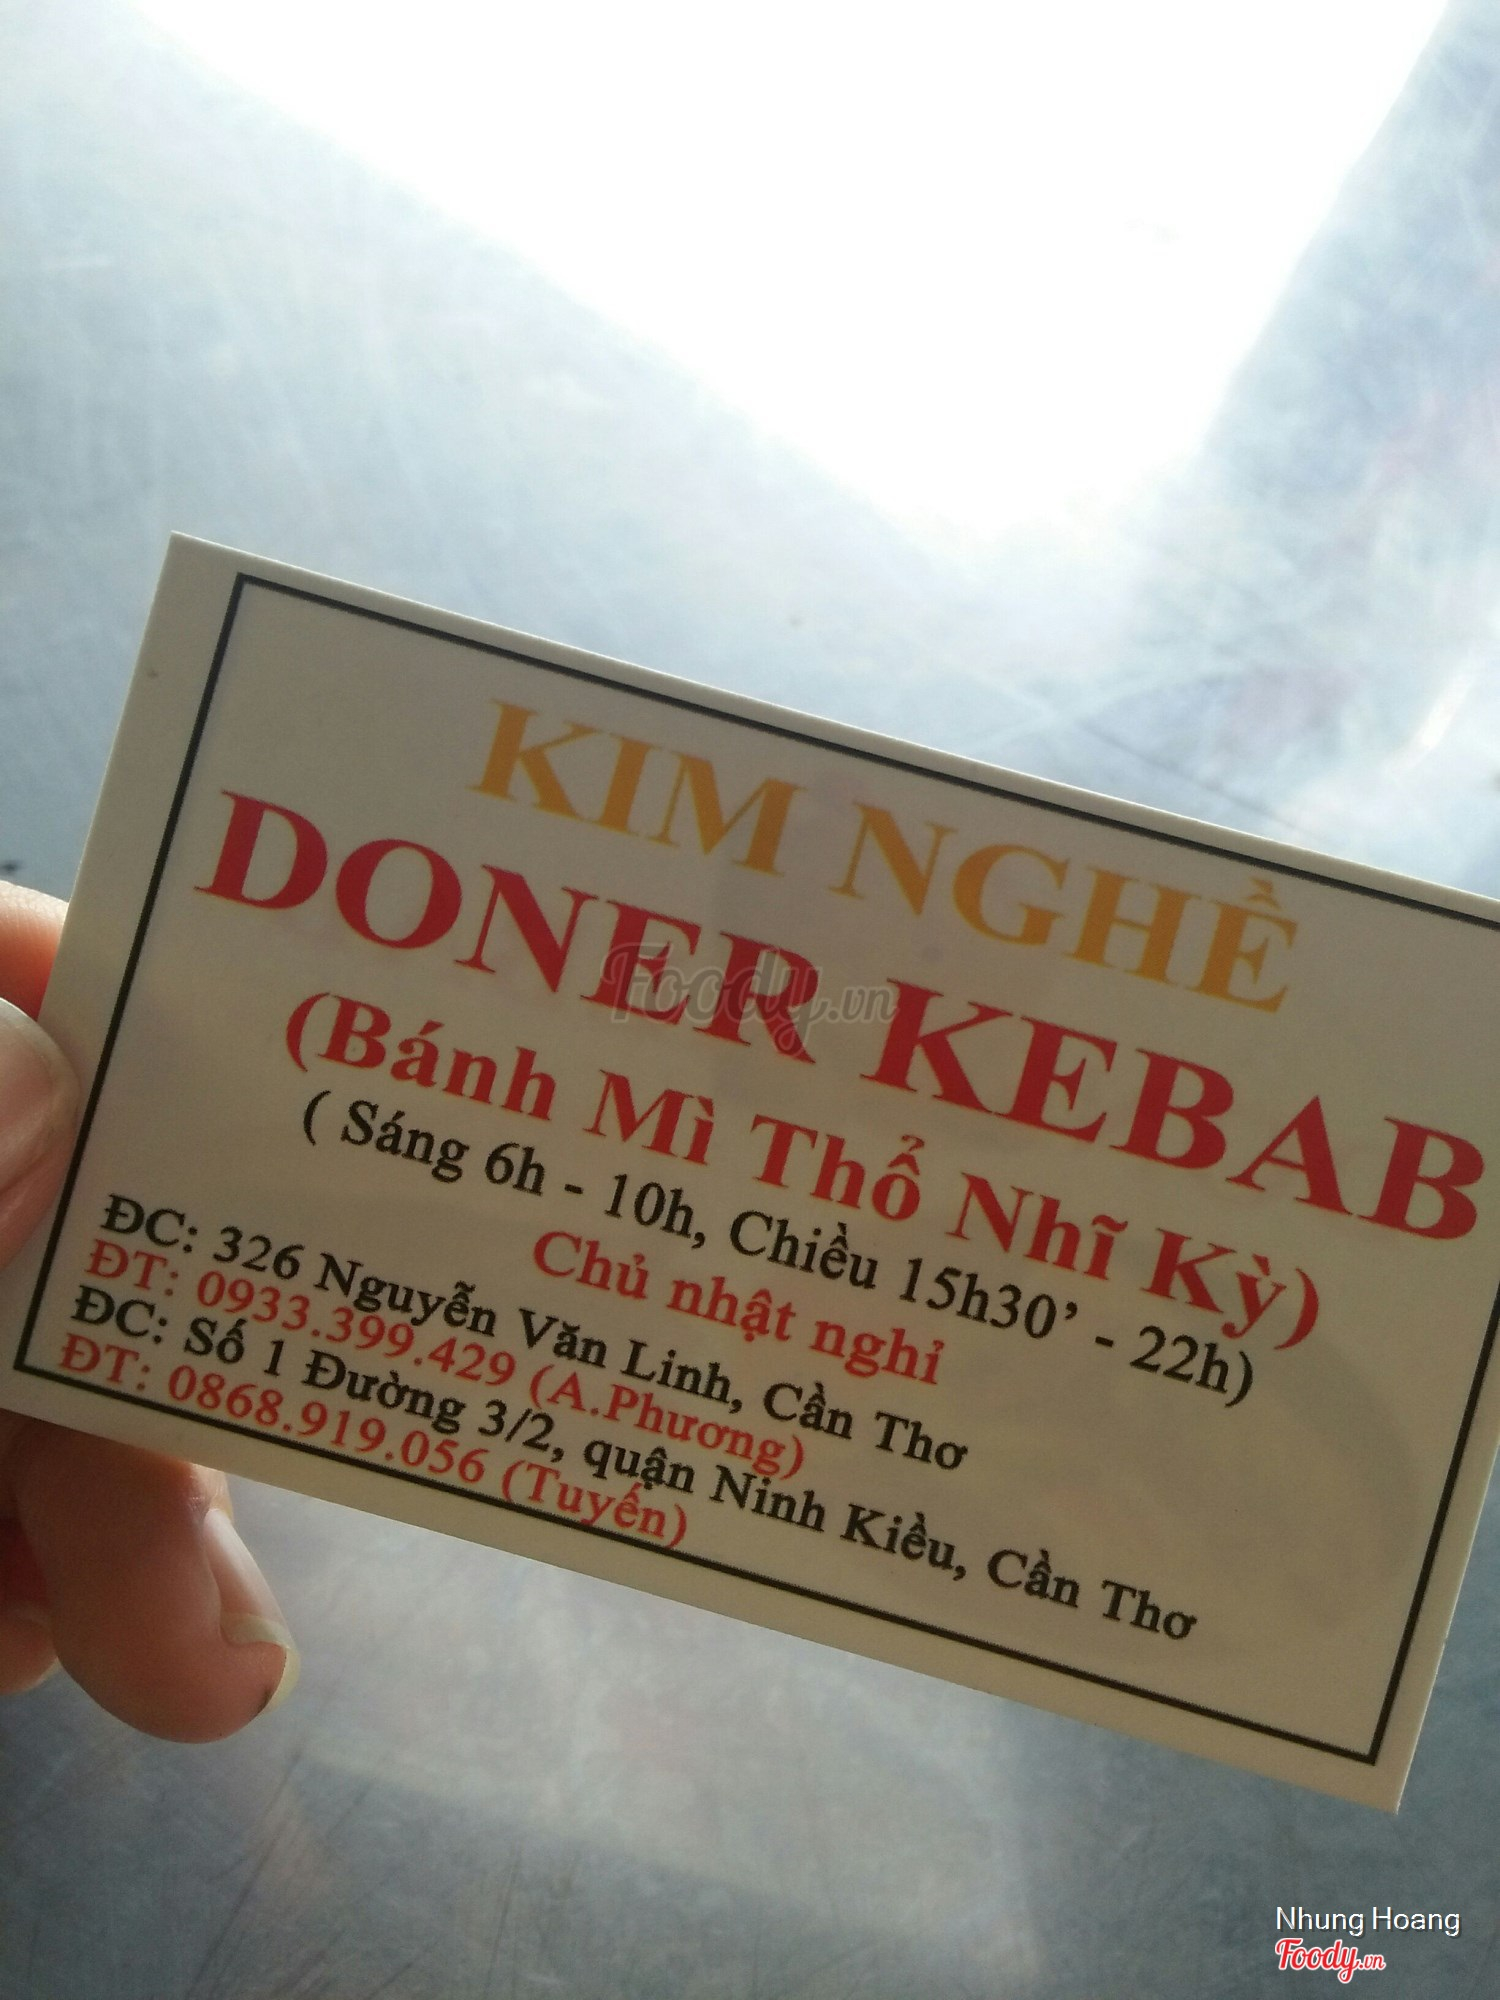 KIM NGHỀ
DONER KEBAB
(Bánh Mì Thổ Nhĩ Kỳ)
( Sáng 6h - 10h, Chiều 15h30’ - 22h)
Chủ nhật nghỉ
ĐC: 326 Nguyễn Văn Linh, Cần Thơ
ĐT: 0933.399.429 (A.Phương)
ĐC: Số 1 Đường 3/2, quận Ninh Kiều, Cần Thơ
ĐT: 0868.919.056 (Tuyến)
Foody.vn
Nhung Hoang
Foody.vn